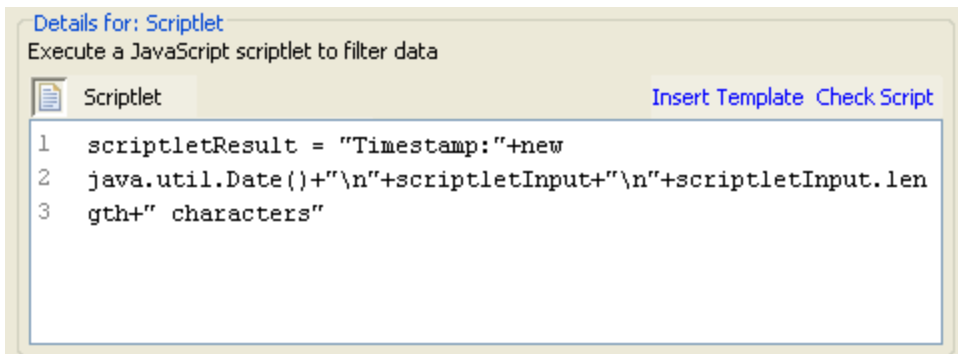 Details for: Scriptlet
Execute a JavaScript scriptlet to filter data
Scriptlet Insert Template Check Script
1 scriptletResult = "Timestamp:"+new
2 java.util.Date()+"\n"+scriptletInput+"\n"+scriptletInput.len
3 gth+" characters"